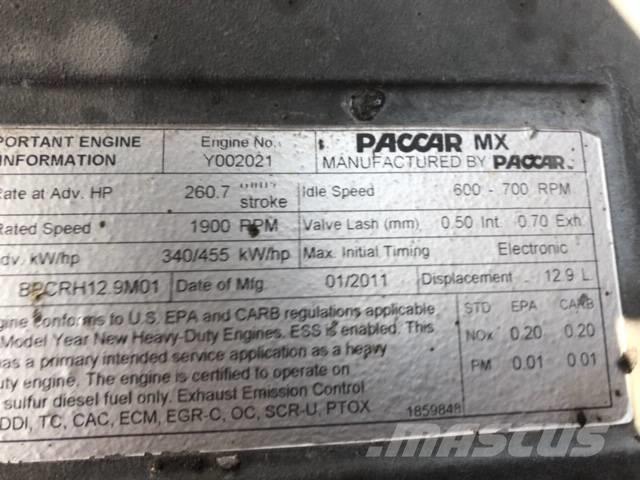 PORTANT ENGINE
INFORMATION
Engine No.
Y002021
PACCAR MX
MANUFACTURED BY PACCAR
Rate at Adv. HP 260.7 stroke Idle Speed 600 - 700 RPM
Rated Speed 1900 RPM Valve Lash (mm) 0.50 Int. 0.70 Exh.
Adv. kW/hp 340/455 kW/hp Max. Initial Timing Electronic
BPCRH12.9M01 Date of Mfg. 01/2011 Displacement 12.9 L
gine conforms to U.S. EPA and CARB regulations applicable
Model Year New Heavy-Duty Engines. ESS is enabled. This
as a primary intended service application as a heavy
uty engine. The engine is certified to operate on
sulfur diesel fuel only. Exhaust Emission Control
DDI, TC, CAC, ECM, EGR-C, OC, SCR-U, PTOX
STD EPA CARB
NOx 0.20 0.20
PM 0.01 0.01
1859848
MASCUS